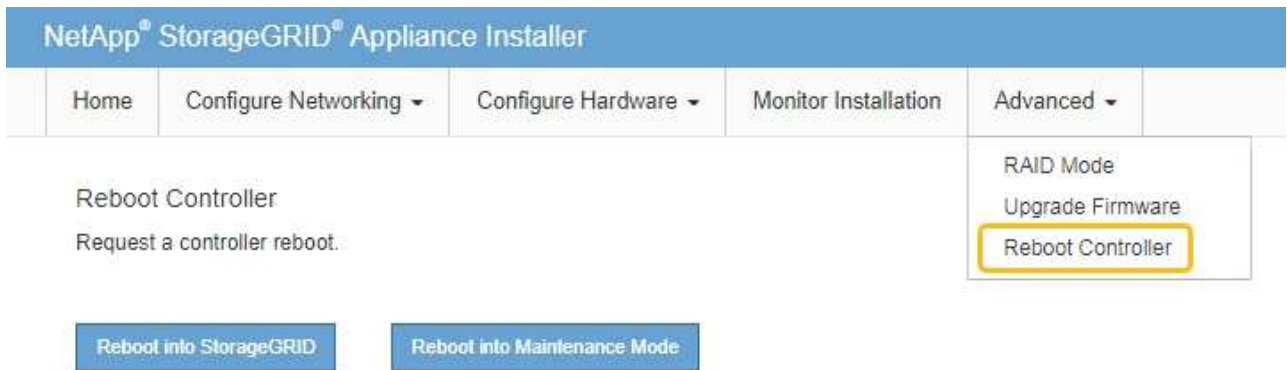 NetApp® StorageGRID® Appliance Installer
Home Configure Networking Configure Hardware Monitor Installation Advanced
RAID Mode
Upgrade Firmware
Reboot Controller
Reboot Controller
Request a controller reboot.
Reboot into StorageGRID Reboot into Maintenance Mode